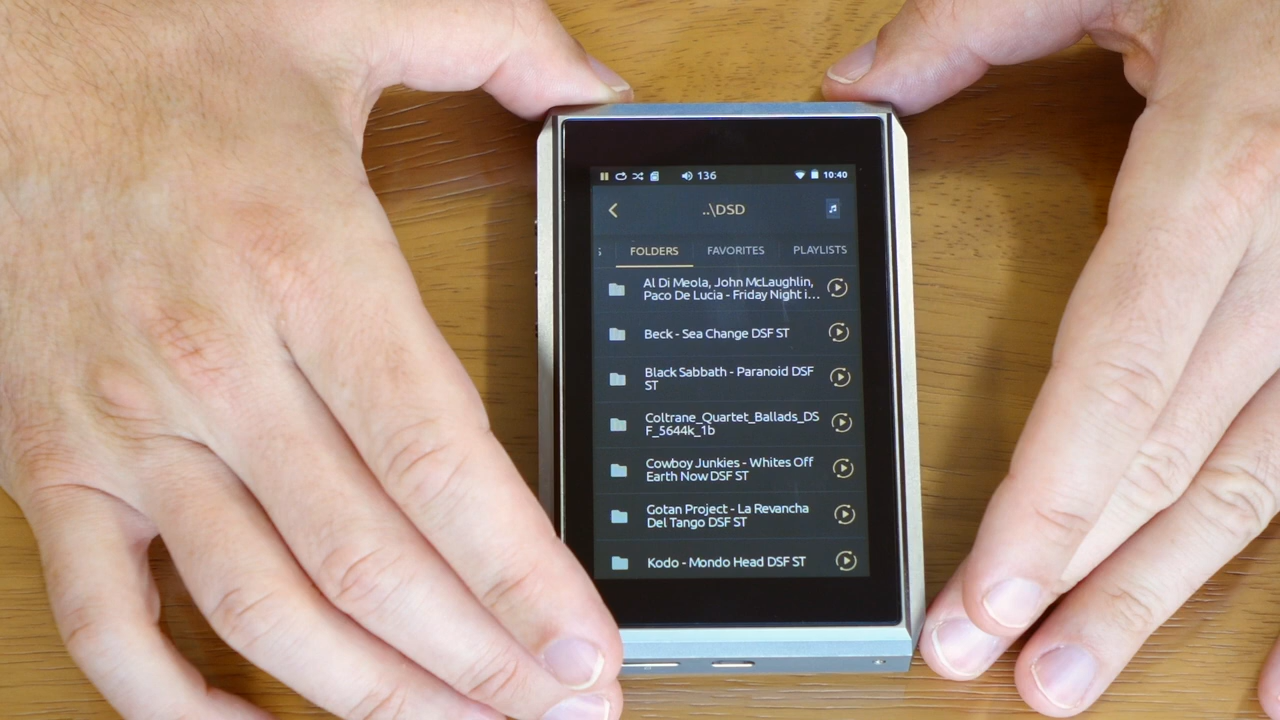 136
10:40
..\DSD
FOLDERS
FAVORITES
PLAYLISTS
Al Di Meola, John McLaughlin,
Paco De Lucia - Friday Night i...
Beck - Sea Change DSF ST
Black Sabbath - Paranoid DSF
ST
Coltrane_Quartet_Ballads_DS
F_5644k_1b
Cowboy Junkies - Whites Off
Earth Now DSF ST
Gotan Project - La Revancha
Del Tango DSF ST
Kodo - Mondo Head DSF ST